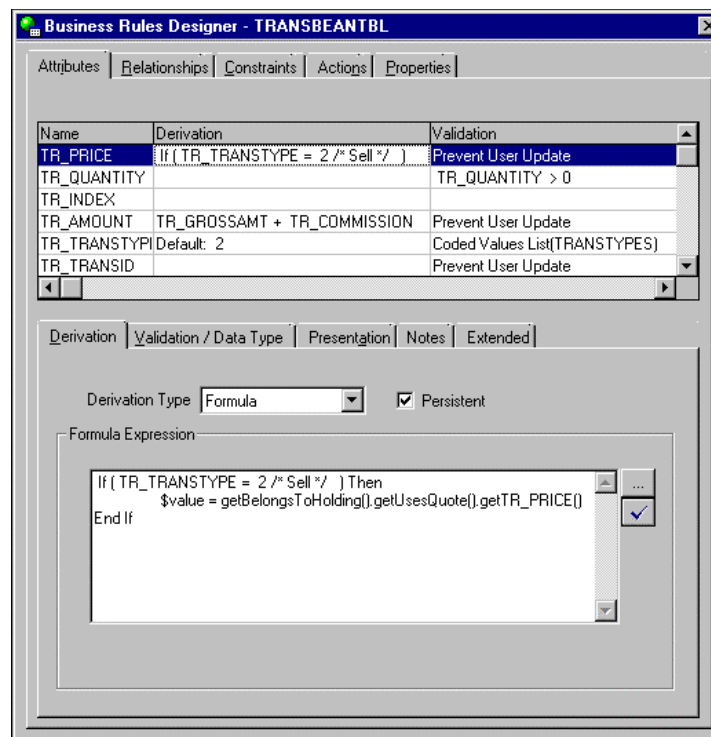 Business Rules Designer - TRANSBEANTBL
Attributes Relationships Constraints Actions Properties
Name Derivation Validation
TR_PRICE If ( TR_TRANSTYPE = 2 /* Sell */ ) Prevent User Update
TR_QUANTITY TR_QUANTITY > 0
TR_INDEX
TR_AMOUNT TR_GROSSAMT + TR_COMMISSION Prevent User Update
TR_TRANSTYPI Default: 2 Coded Values List(TRANSTYPES)
TR_TRANSID Prevent User Update
Derivation Validation / Data Type Presentation Notes Extended
Derivation Type Formula Persistent
Formula Expression
If ( TR_TRANSTYPE = 2 /* Sell */ ) Then
$value = getBelongsToHolding().getUsesQuote().getTR_PRICE()
End If
...